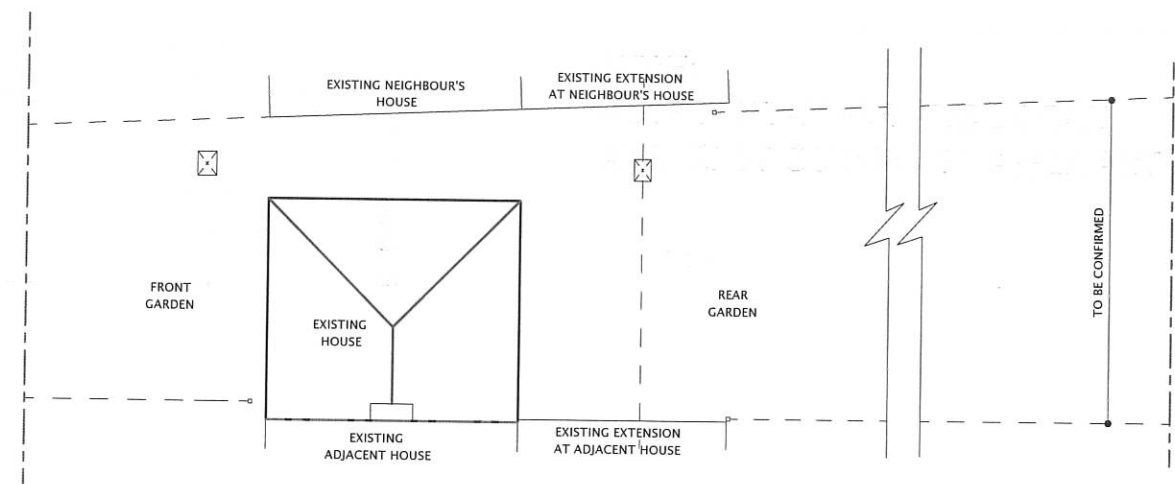 EXISTING NEIGHBOUR'S
HOUSE
EXISTING EXTENSION
AT NEIGHBOUR'S HOUSE
FRONT
GARDEN
EXISTING
HOUSE
REAR
GARDEN
TO BE CONFIRMED
EXISTING
ADJACENT HOUSE
EXISTING EXTENSION
AT ADJACENT HOUSE